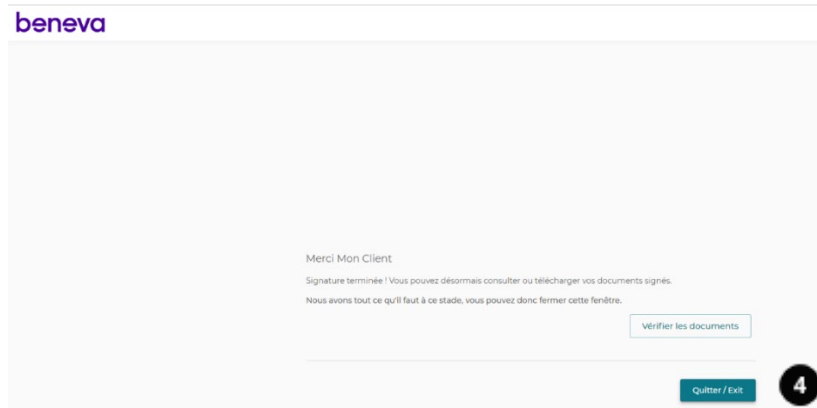 beneva
Merci Mon Client
Signature terminée ! Vous pouvez désormais consulter ou télécharger vos documents signés.
Nous avons tout ce qu'il faut à ce stade, vous pouvez donc fermer cette fenêtre.
Vérifier les documents
Quitter / Exit
4